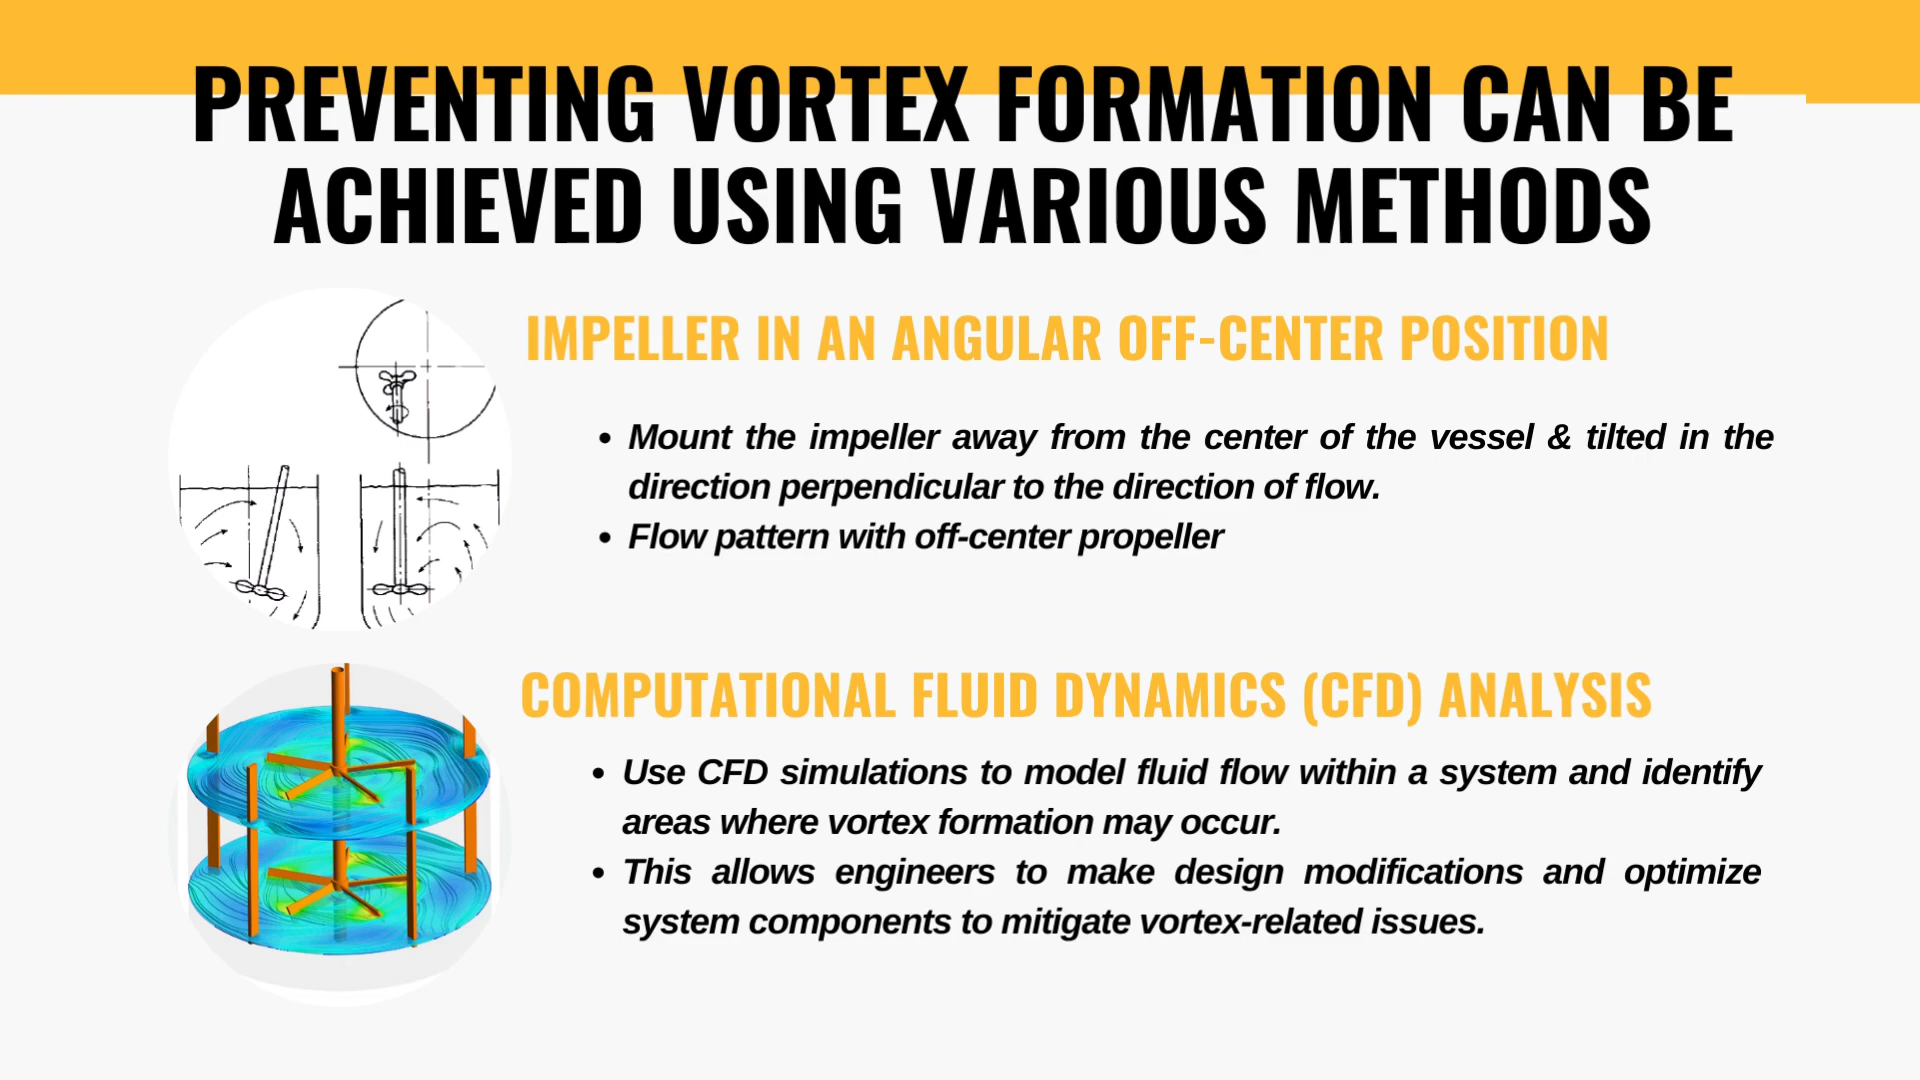 PREVENTING VORTEX FORMATION CAN BE
ACHIEVED USING VARIOUS METHODS
IMPELLER IN AN ANGULAR OFF-CENTER POSITION
• Mount the impeller away from the center of the vessel & tilted in the
direction perpendicular to the direction of flow.
• Flow pattern with off-center propeller
COMPUTATIONAL FLUID DYNAMICS (CFD) ANALYSIS
• Use CFD simulations to model fluid flow within a system and identify
areas where vortex formation may occur.
• This allows engineers to make design modifications and optimize
system components to mitigate vortex-related issues.